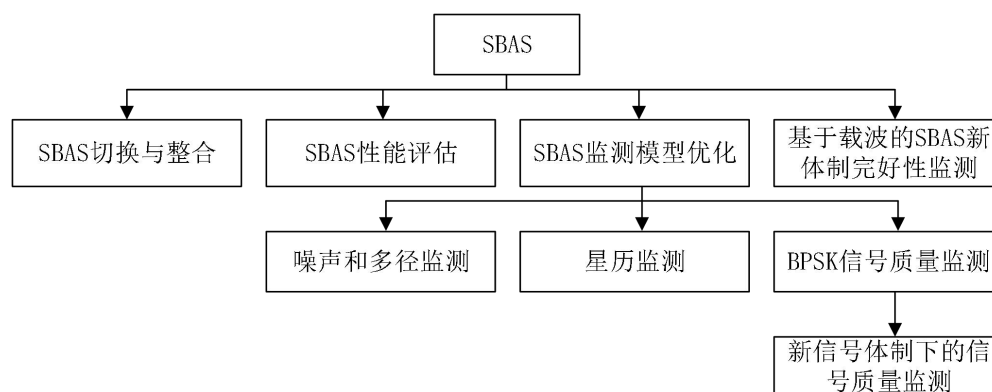 SBAS
SBAS切换与整合
SBAS性能评估
SBAS监测模型优化
基于载波的SBAS新
体制完好性监测
噪声和多径监测
星历监测
BPSK信号质量监测
新信号体制下的信
号质量监测